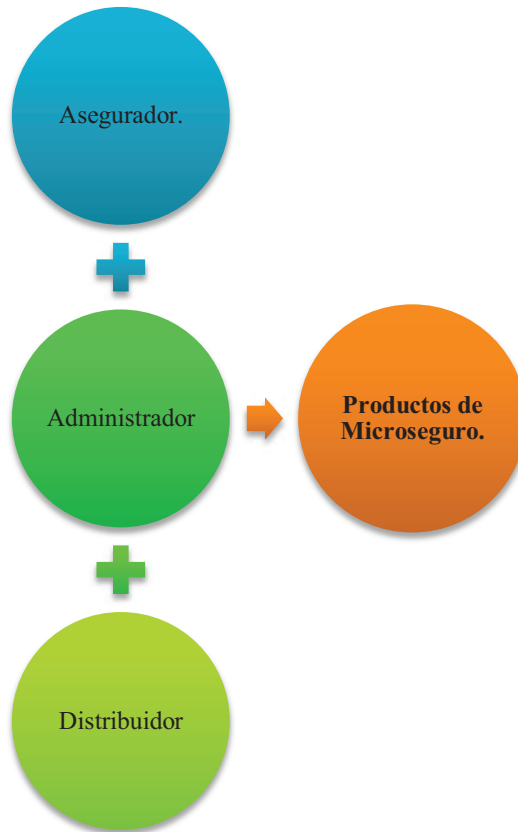 Asegurador.
Administrador
Productos de
Microseguro.
Distribuidor